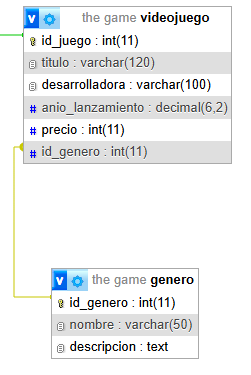 v the game videojuego
id_juego : int(11)
titulo : varchar(120)
desarrolladora : varchar(100)
# anio_lanzamiento : decimal(6,2)
# precio : int(11)
# id_genero : int(11)
v the game genero
id_genero : int(11)
nombre : varchar(50)
descripcion : text